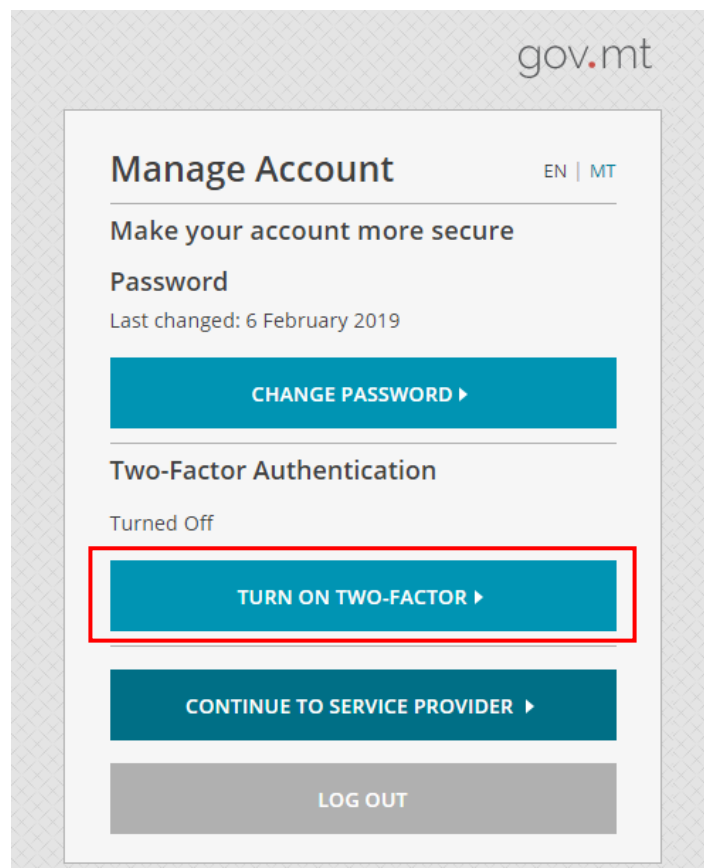 gov.mt
Manage Account
EN | MT
Make your account more secure
Password
Last changed: 6 February 2019
CHANGE PASSWORD
Two-Factor Authentication
Turned Off
TURN ON TWO-FACTOR
CONTINUE TO SERVICE PROVIDER
LOG OUT